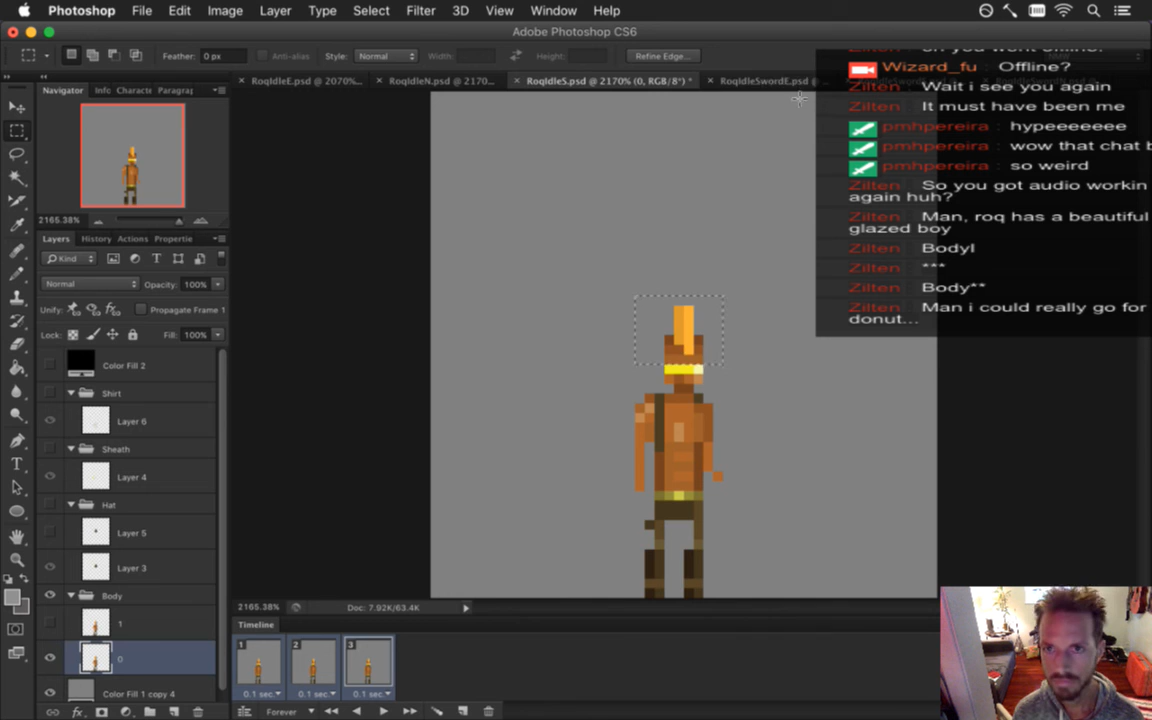 Photoshop File Edit Image Layer Type Select Filter 3D View Window Help
Adobe Photoshop CS6
Feather: 0 px Anti-alias Style: Normal Width: Height: Refine Edge...
RoqIdleE.psd @ 2070%... RoqIdleN.psd @ 2170... RoqIdleS.psd @ 2170% (0, RGB/8*) * RoqIdleSwordE.psd @
Navigator Info Characte Paragrap
2165.38%
Layers History Actions Propertie
Kind
Normal Opacity: 100%
Unify: Propagate Frame 1
Lock: Fill: 100%
Color Fill 2
Shirt
Layer 6
Sheath
Layer 4
Hat
Layer 5
Layer 3
Body
1
0
Color Fill 1 copy 4
fx
2165.38% Doc: 7.92K/63.4K
Timeline
1 2 3
0.1 sec. 0.1 sec. 0.1 sec.
Forever
Wizard_fu : Offline?
Zilten Wait i see you again
Zilten It must have been me
pmhpereira : hypeeeeeee
pmhpereira : wow that chat b
pmhpereira : so weird
Zilten So you got audio workin
again huh?
Zilten Man, roq has a beautiful
glazed boy
Zilten Bodyl
Zilten ***
Zilten Body**
Zilten Man i could really go for
donut...